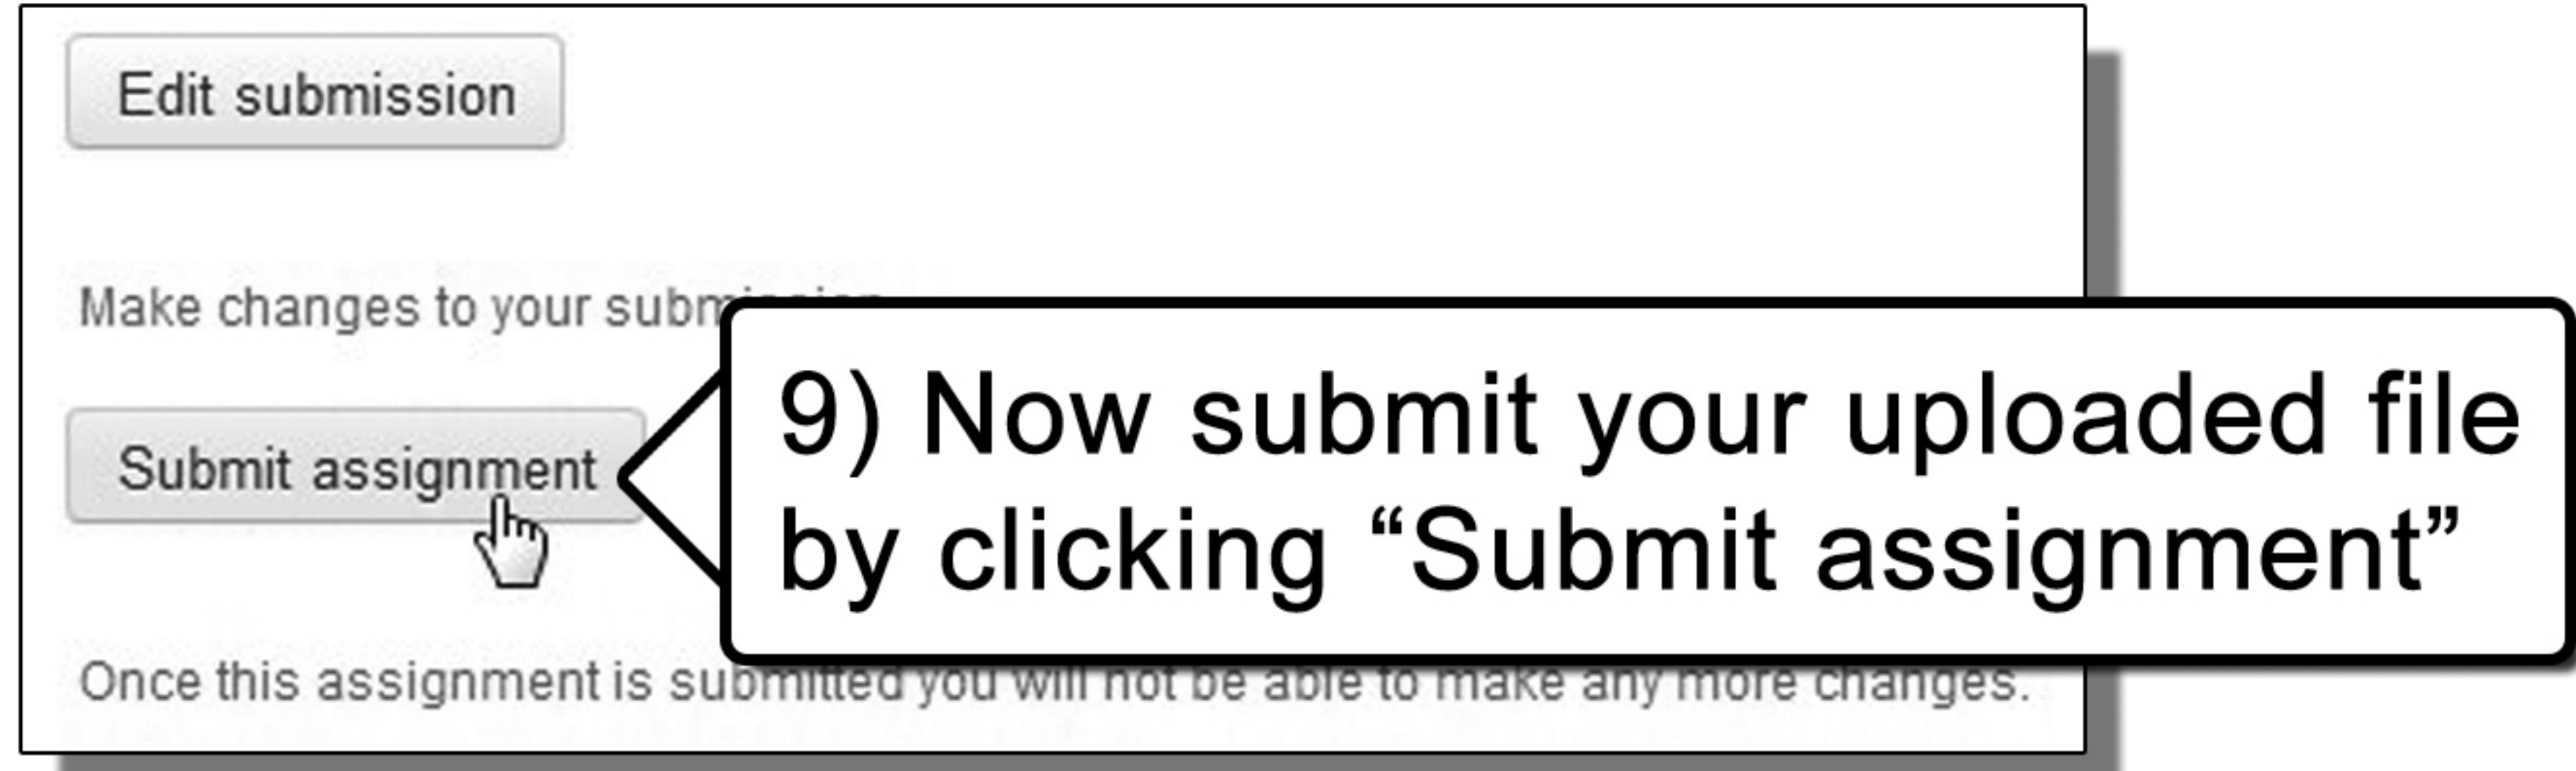 Edit submission
Make changes to your submission
Submit assignment
9) Now submit your uploaded file
by clicking “Submit assignment”
Once this assignment is submitted you will not be able to make any more changes.